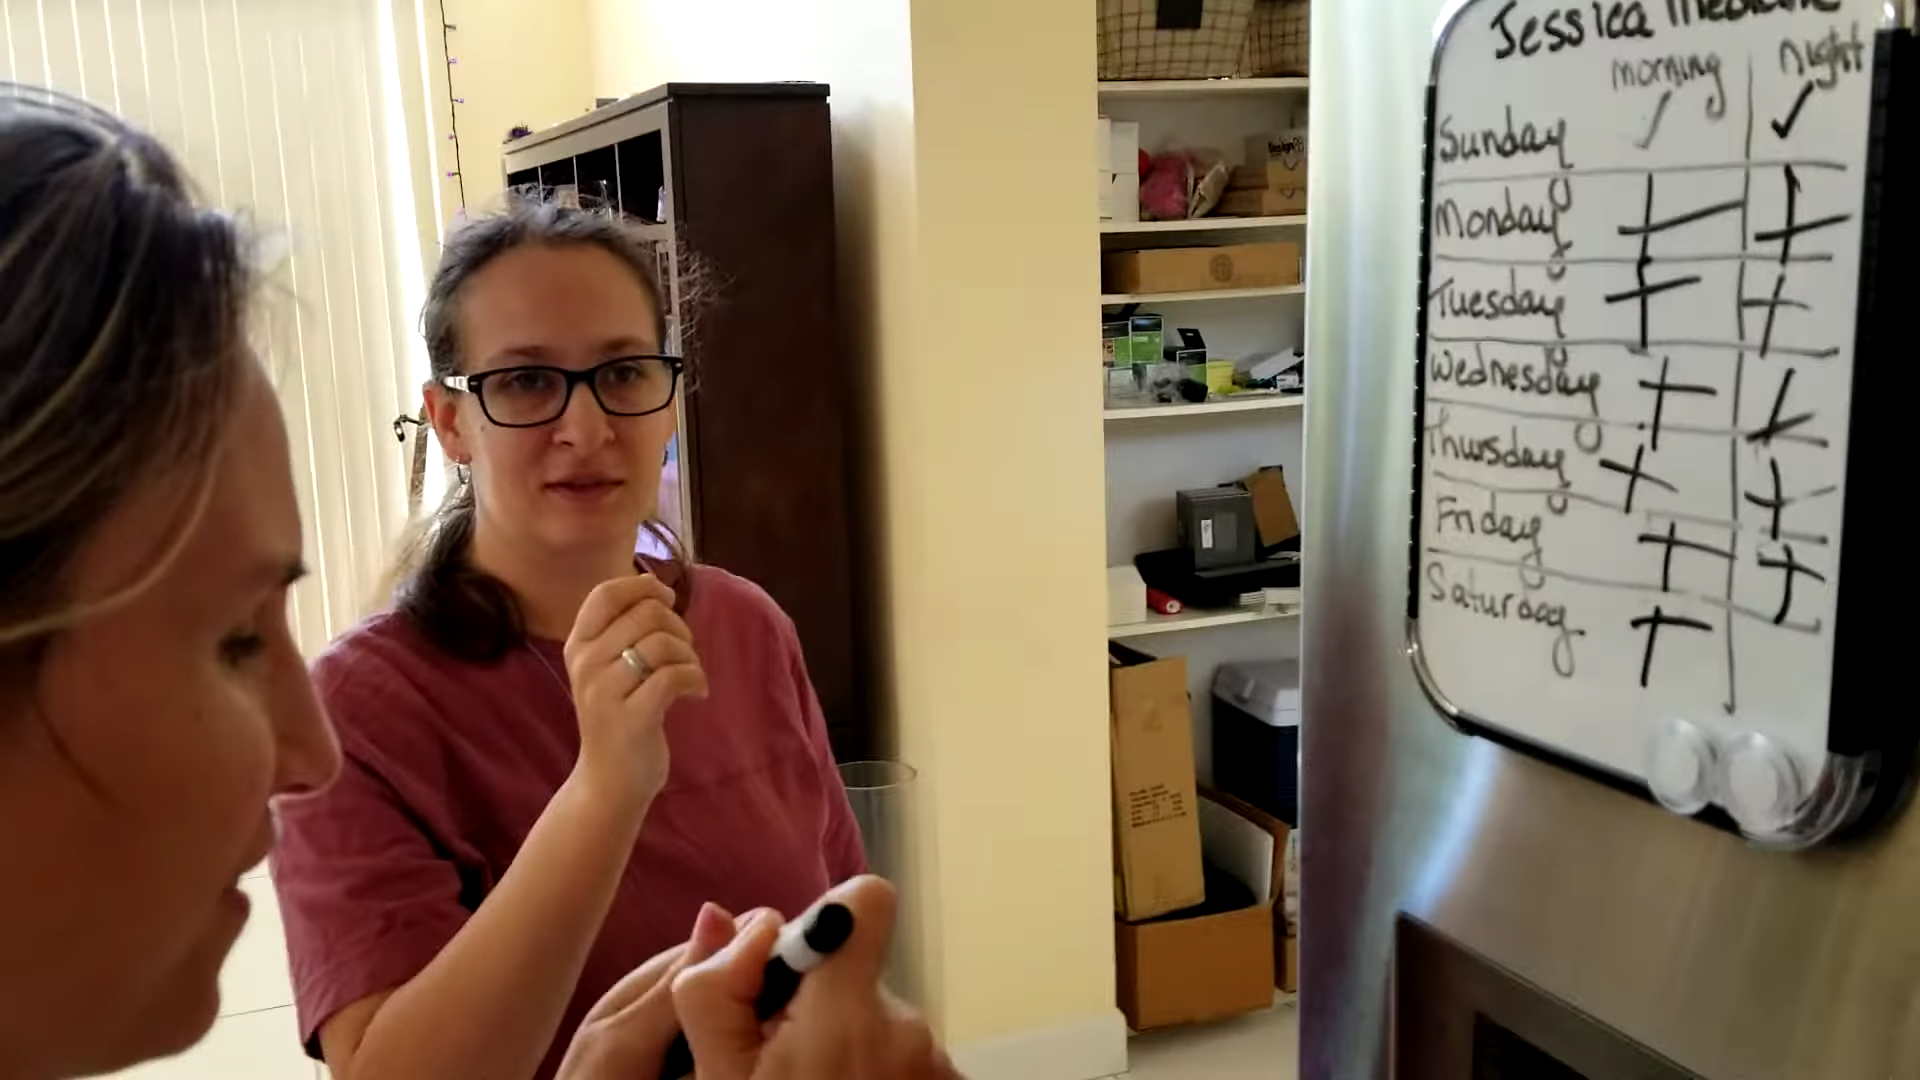 Jessica Medicine
morning night
Sunday ✓ ✓
Monday
Tuesday
Wednesday
Thursday
Friday
Saturday